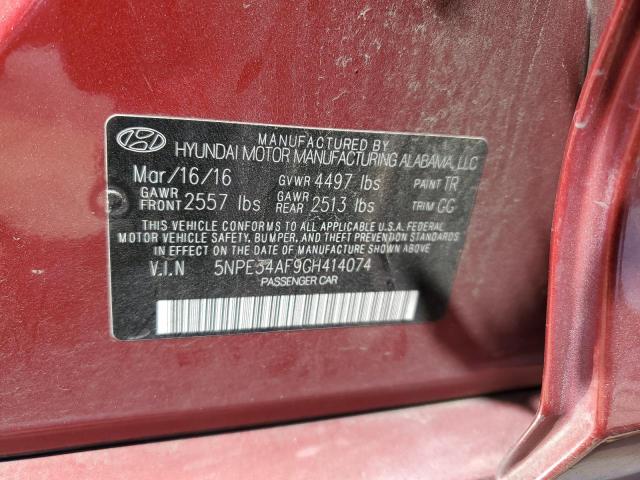 MANUFACTURED BY
HYUNDAI MOTOR MANUFACTURING ALABAMA, LLC
Mar/16/16 GVWR 4497 lbs PAINT TR
GAWR FRONT 2557 lbs GAWR REAR 2513 lbs TRIM GG
THIS VEHICLE CONFORMS TO ALL APPLICABLE U.S.A. FEDERAL
MOTOR VEHICLE SAFETY, BUMPER, AND THEFT PREVENTION
STANDARDS IN EFFECT ON THE DATE OF MANUFACTURE SHOWN ABOVE
V.I.N 5NPE34AF9GH414074
PASSENGER CAR